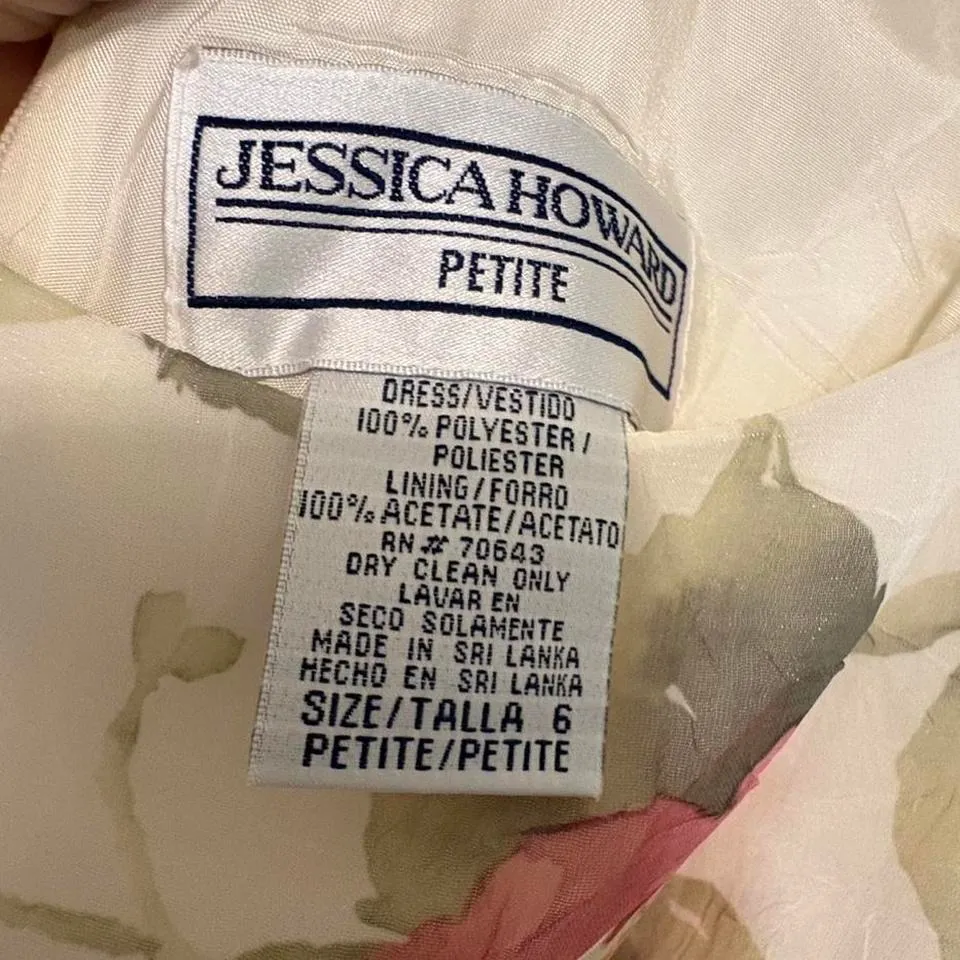 JESSICA HOWARD
PETITE
DRESS/VESTIDO
100% POLYESTER/
POLIESTER
LINING/FORRO
100% ACETATE/ACETATO
RN # 70643
DRY CLEAN ONLY
LAVAR EN
SECO SOLAMENTE
MADE IN SRI LANKA
HECHO EN SRI LANKA
SIZE/TALLA 6
PETITE/PETITE